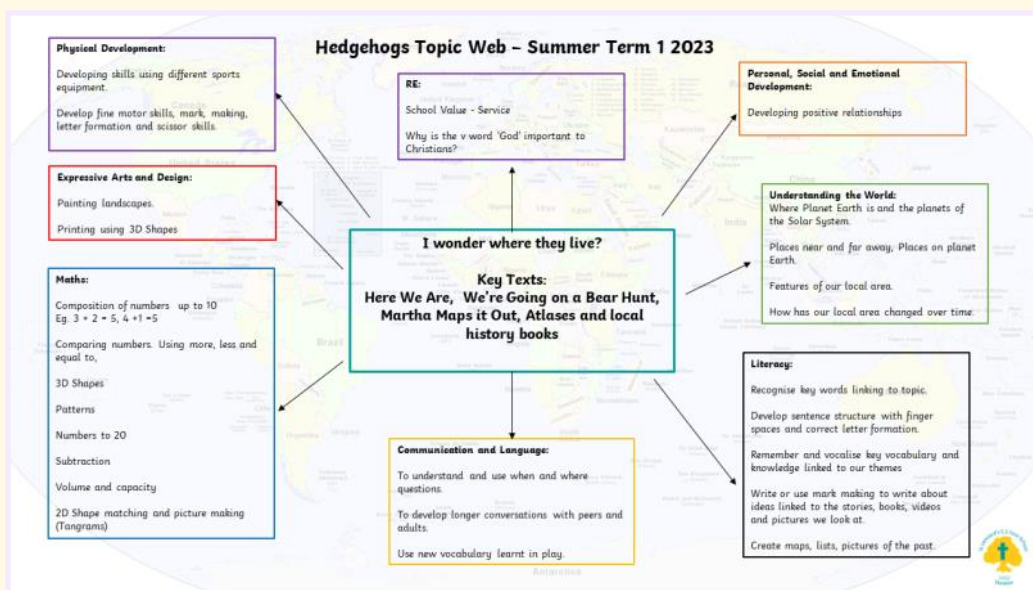 Hedgehogs Topic Web – Summer Term 1 2023
Physical Development:
Developing skills using different sports
equipment.
Develop fine motor skills, mark, making,
letter formation and scissor skills.
RE:
School Value - Service
Why is the v word 'God' important to
Christians?
Personal, Social and Emotional
Development:
Developing positive relationships
Expressive Arts and Design:
Painting landscapes.
Printing using 3D Shapes
Understanding the World:
Where Planet Earth is and the planets of
the Solar System.
Places near and far away, Places on planet
Earth.
Features of our local area.
How has our local area changed over time.
I wonder where they live?
Key Texts:
Here We Are, We're Going on a Bear Hunt,
Martha Maps it Out, Atlases and local
history books
Maths:
Composition of numbers up to 10
Eg. 3 + 2 = 5, 4 +1 =5
Comparing numbers. Using more, less and
equal to,
3D Shapes
Patterns
Numbers to 20
Subtraction
Volume and capacity
2D Shape matching and picture making
(Tangrams)
Communication and Language:
To understand and use when and where
questions.
To develop longer conversations with peers and
adults.
Use new vocabulary learnt in play.
Literacy:
Recognise key words linking to topic.
Develop sentence structure with finger
spaces and correct letter formation.
Remember and vocalise key vocabulary and
knowledge linked to our themes
Write or use mark making to write about
ideas linked to the stories, books, videos
and pictures we look at.
Create maps, lists, pictures of the past.
Brazil
India
Antarctica